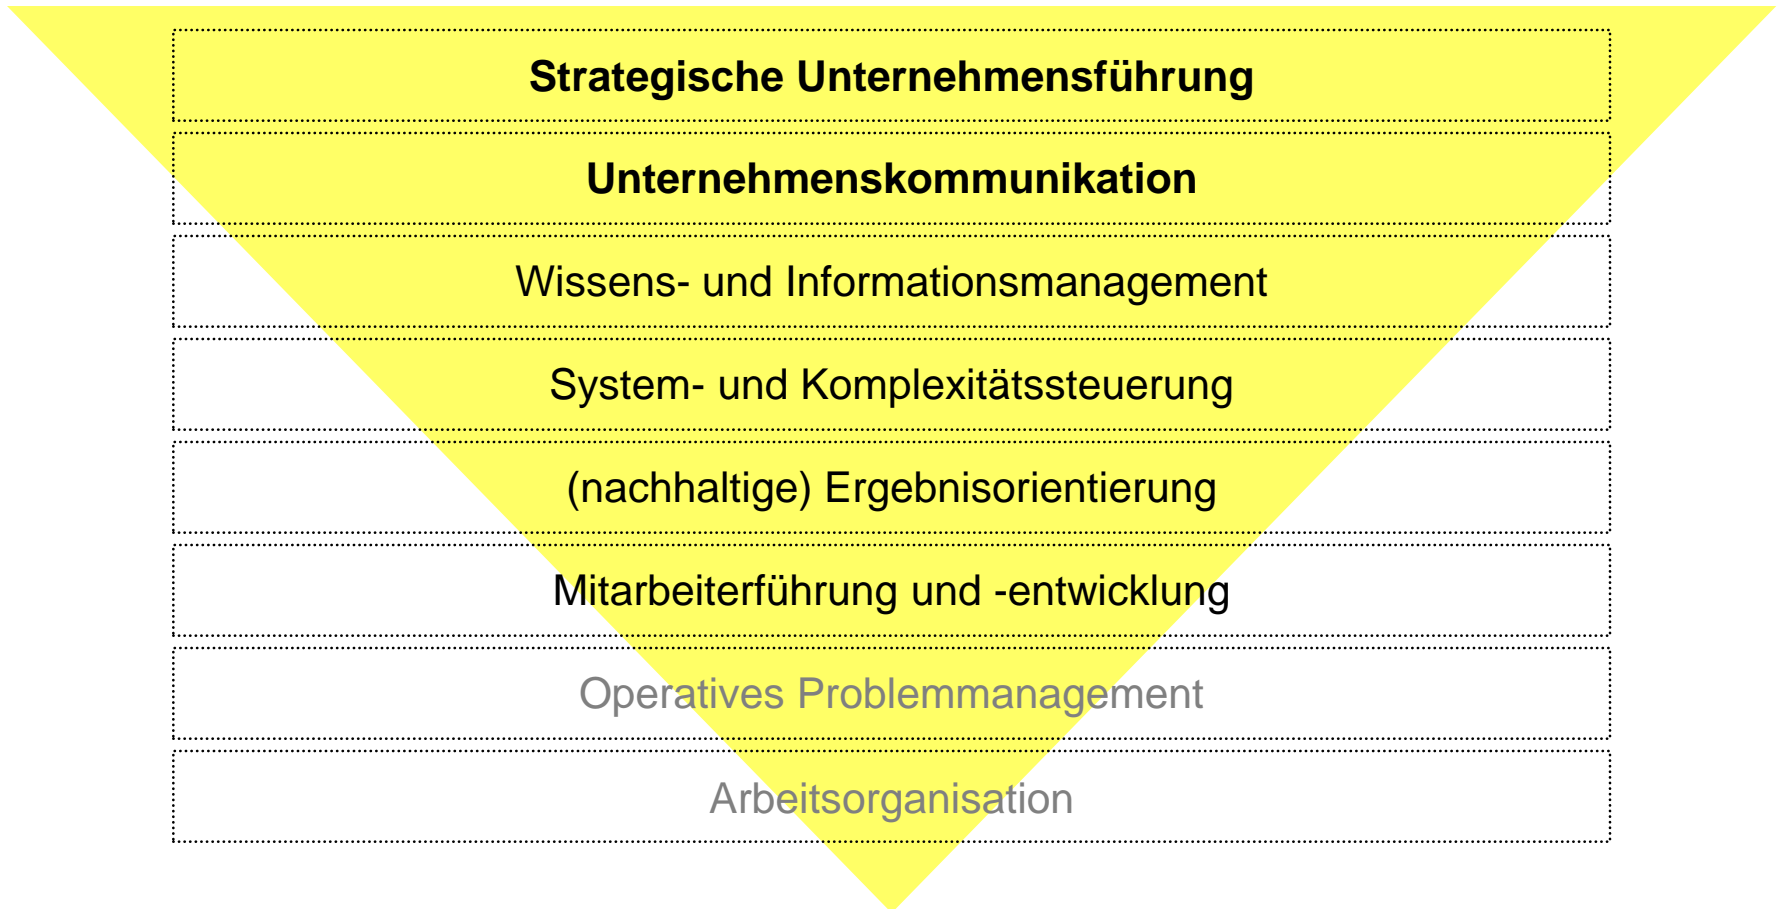 Strategische Unternehmensführung
Unternehmenskommunikation
Wissens- und Informationsmanagement
System- und Komplexitätssteuerung
(nachhaltige) Ergebnisorientierung
Mitarbeiterführung und -entwicklung
Operatives Problemmanagement
Arbeitsorganisation